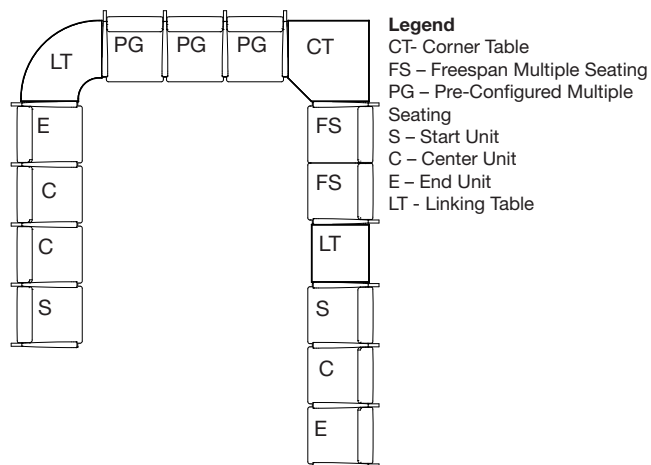 LT
PG PG PG
CT
E
C
C
S
FS
FS
LT
S
C
E
Legend
CT- Corner Table
FS – Freespan Multiple Seating
PG – Pre-Configured Multiple
Seating
S – Start Unit
C – Center Unit
E – End Unit
LT - Linking Table